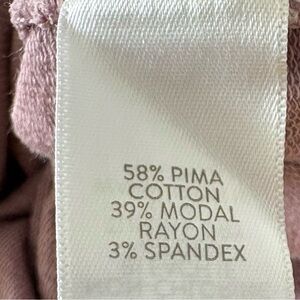 58% PIMA
COTTON
39% MODAL
RAYON
3% SPANDEX